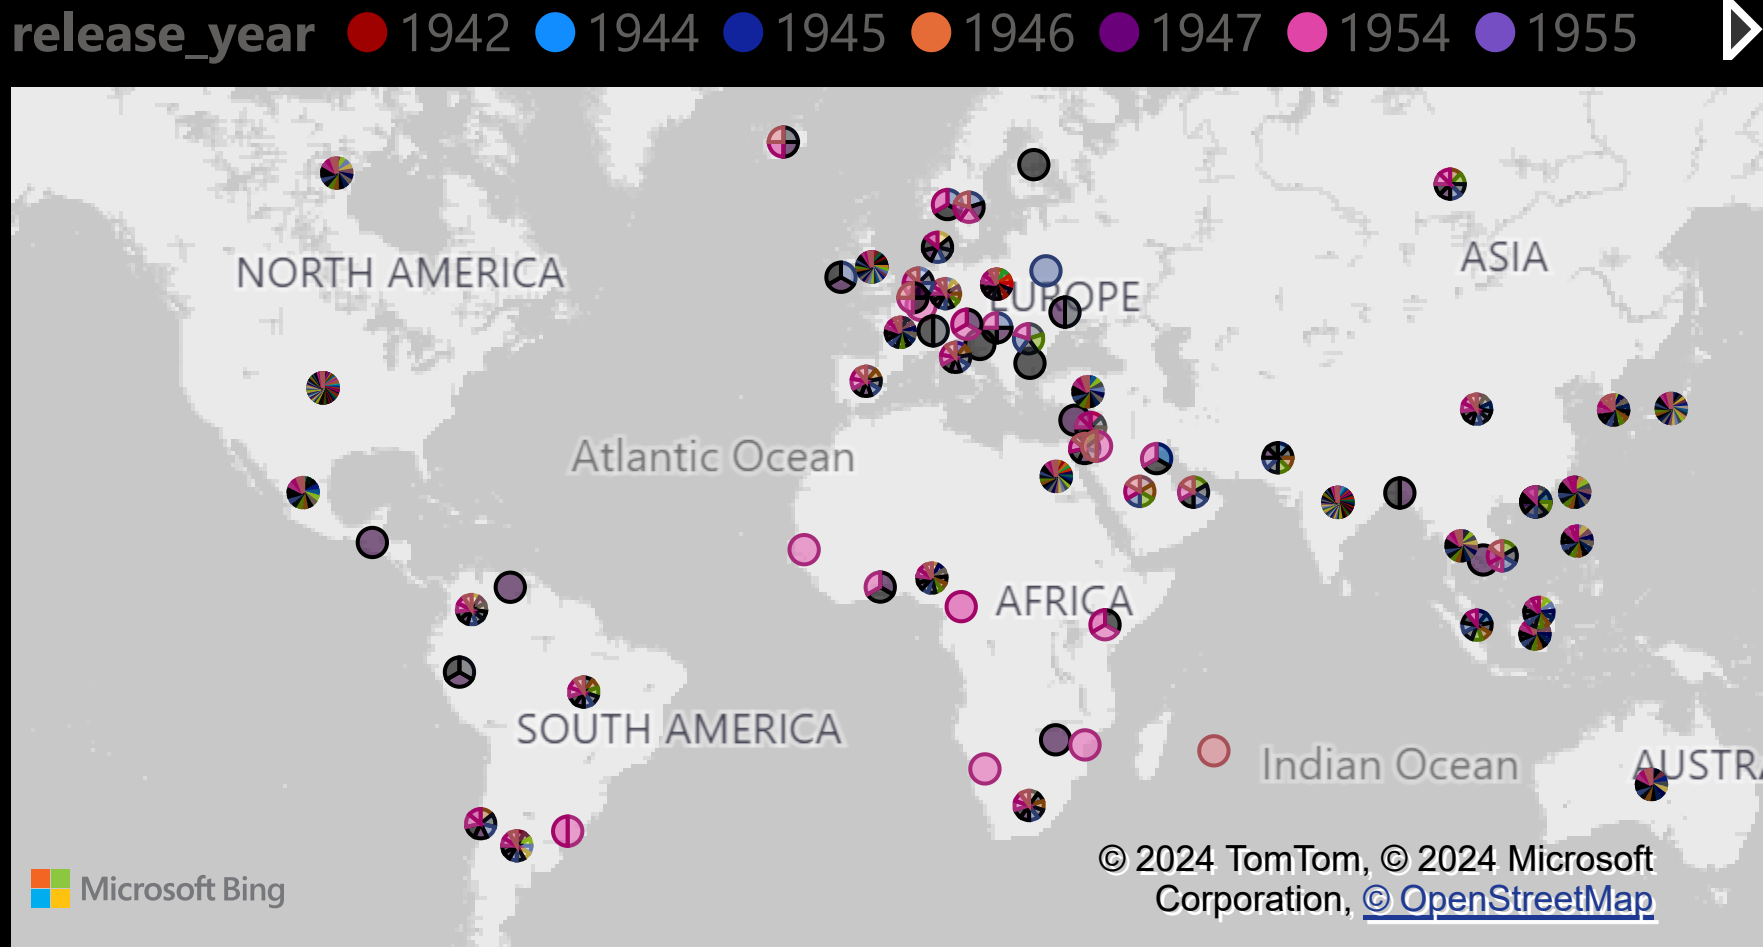 release_year 1942 1944 1945 1946 1947 1954 1955
NORTH AMERICA
ASIA
EUROPE
Atlantic Ocean
AFRICA
SOUTH AMERICA
Indian Ocean
AUSTRA
© 2024 TomTom, © 2024 Microsoft
Corporation, © OpenStreetMap
Microsoft Bing